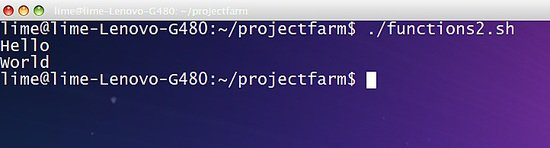 lime@lime-Lenovo-G480: ~/projectfarm
lime@lime-Lenovo-G480:~/projectfarm$ ./functions2.sh
Hello
World
lime@lime-Lenovo-G480:~/projectfarm$